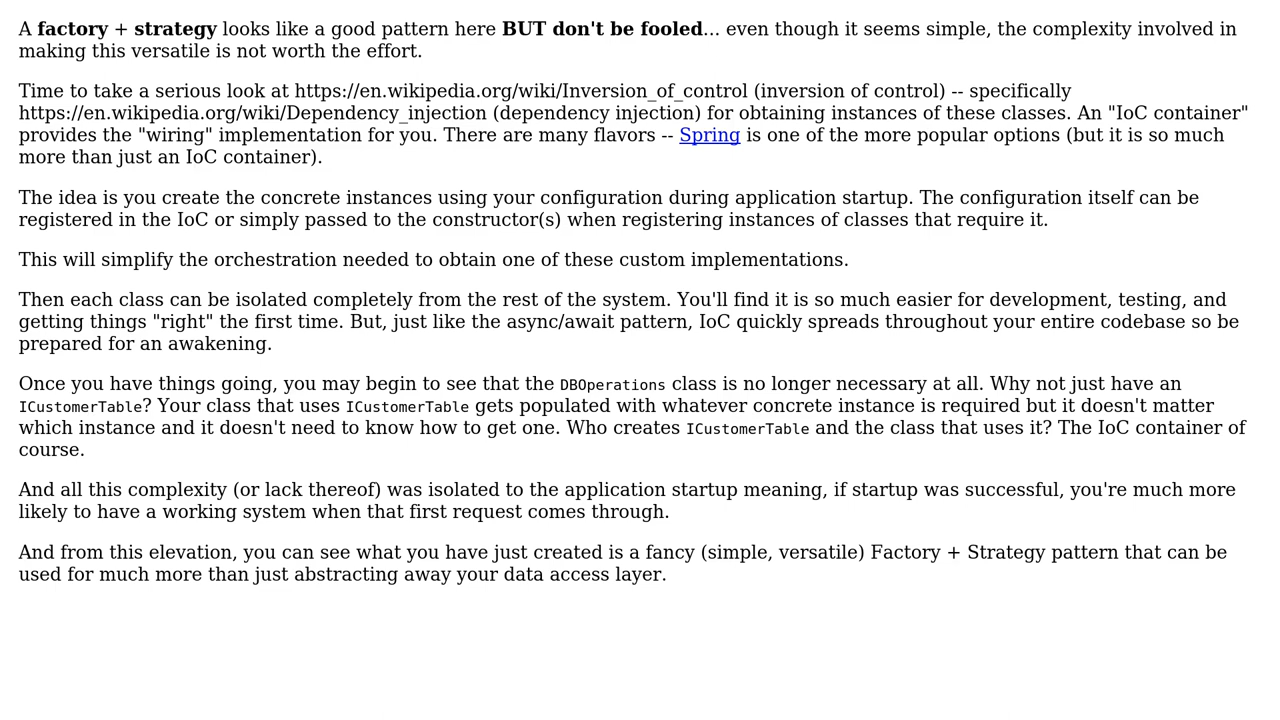 A factory + strategy looks like a good pattern here BUT don't be fooled... even though it seems simple, the complexity involved in
making this versatile is not worth the effort.
Time to take a serious look at https://en.wikipedia.org/wiki/Inversion_of_control (inversion of control) -- specifically
https://en.wikipedia.org/wiki/Dependency_injection (dependency injection) for obtaining instances of these classes. An "IoC container"
provides the "wiring" implementation for you. There are many flavors -- Spring is one of the more popular options (but it is so much
more than just an IoC container).
The idea is you create the concrete instances using your configuration during application startup. The configuration itself can be
registered in the IoC or simply passed to the constructor(s) when registering instances of classes that require it.
This will simplify the orchestration needed to obtain one of these custom implementations.
Then each class can be isolated completely from the rest of the system. You'll find it is so much easier for development, testing, and
getting things "right" the first time. But, just like the async/await pattern, IoC quickly spreads throughout your entire codebase so be
prepared for an awakening.
Once you have things going, you may begin to see that the DBOperations class is no longer necessary at all. Why not just have an
ICustomerTable? Your class that uses ICustomerTable gets populated with whatever concrete instance is required but it doesn't matter
which instance and it doesn't need to know how to get one. Who creates ICustomerTable and the class that uses it? The IoC container of
course.
And all this complexity (or lack thereof) was isolated to the application startup meaning, if startup was successful, you're much more
likely to have a working system when that first request comes through.
And from this elevation, you can see what you have just created is a fancy (simple, versatile) Factory + Strategy pattern that can be
used for much more than just abstracting away your data access layer.